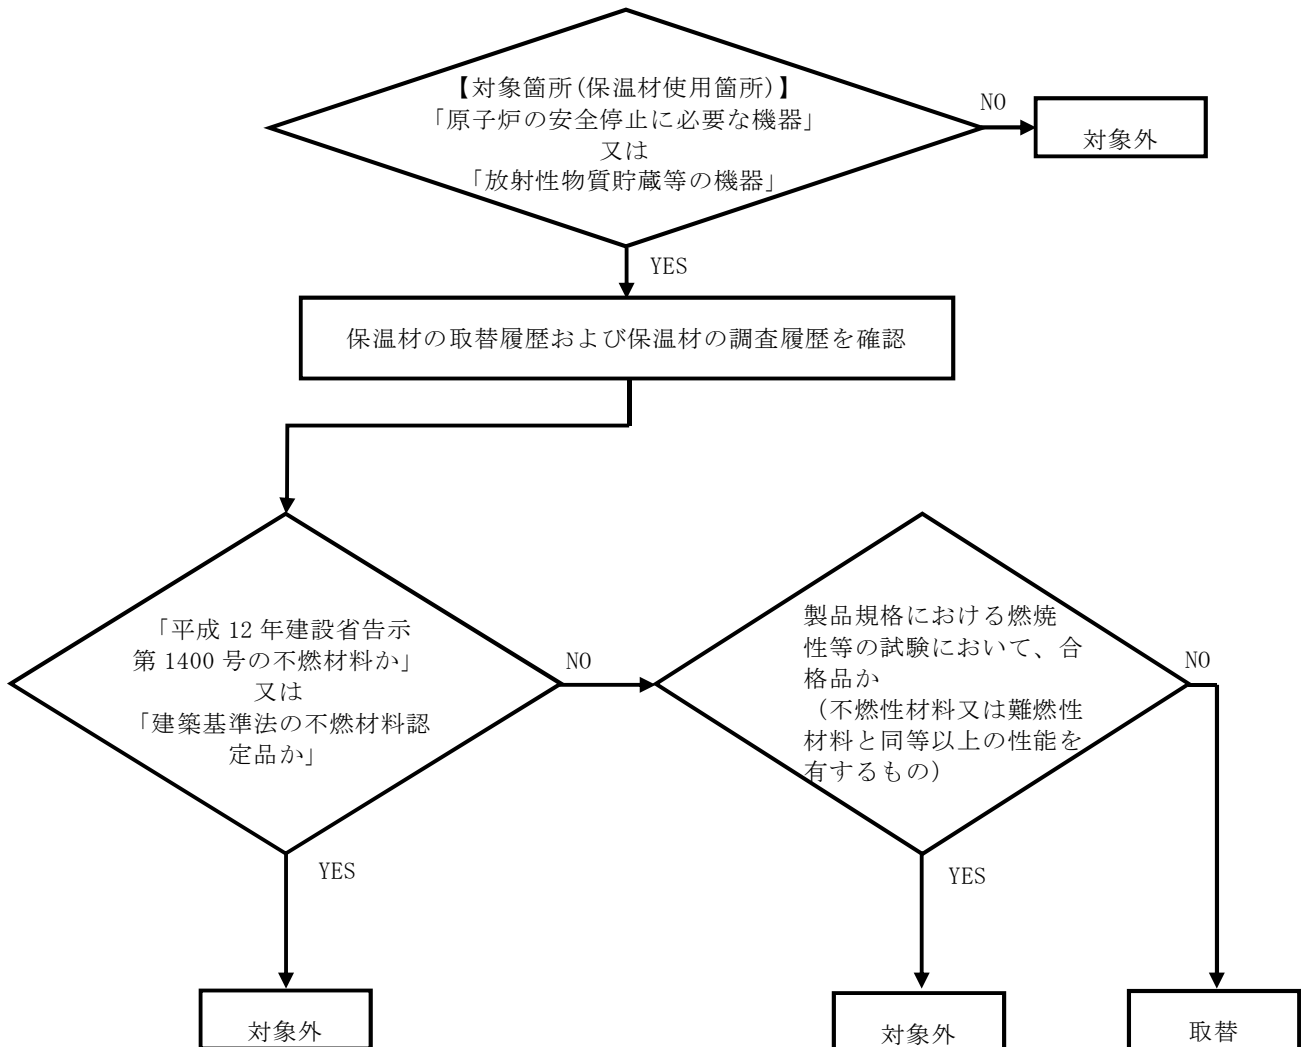 【対象箇所(保温材使用箇所)】
「原子炉の安全停止に必要な機器」
又は
「放射性物質貯蔵等の機器」
NO
対象外
YES
保温材の取替履歴および保温材の調査履歴を確認
「平成 12 年建設省告示
第 1400 号の不燃材料か」
又は
「建築基準法の不燃材料認
定品か」
NO
製品規格における燃焼
性等の試験において、合
格品か
（不燃性材料又は難燃性
材料と同等以上の性能を
有するもの）
NO
YES
YES
対象外
対象外
取替